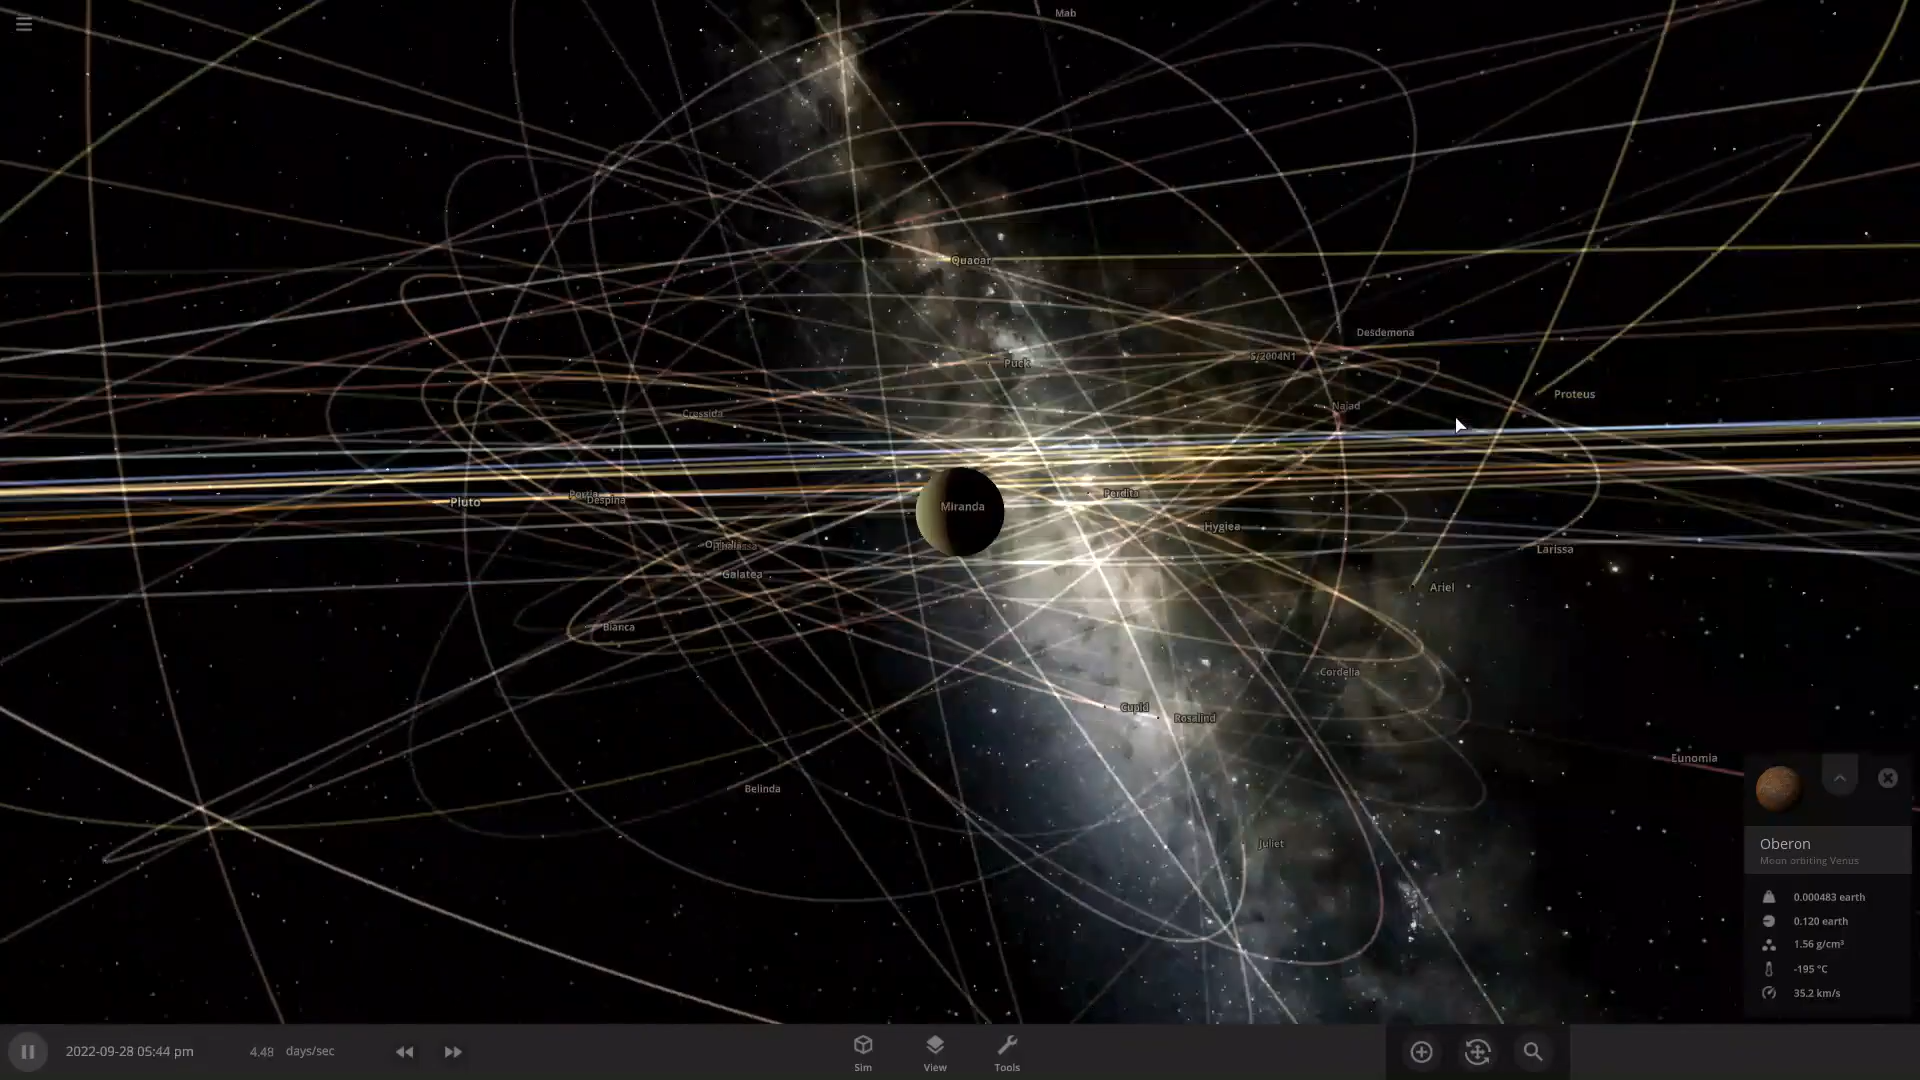 Mab
Quaoar
Desdemona
S/2004N1
Puck
Proteus
Naiad
Cressida
Portia
Despina
Pluto
Perdita
Miranda
Hygiea
Larissa
Galatea
Ariel
Bianca
Cordelia
Cupid
Rosalind
Eunomia
Belinda
Juliet
Oberon
Moon orbiting Venus
0.000483 earth
0.120 earth
1.56 g/cm³
-195 °C
35.2 km/s
2022-09-28 05:44 pm
4.48 days/sec
Sim
View
Tools